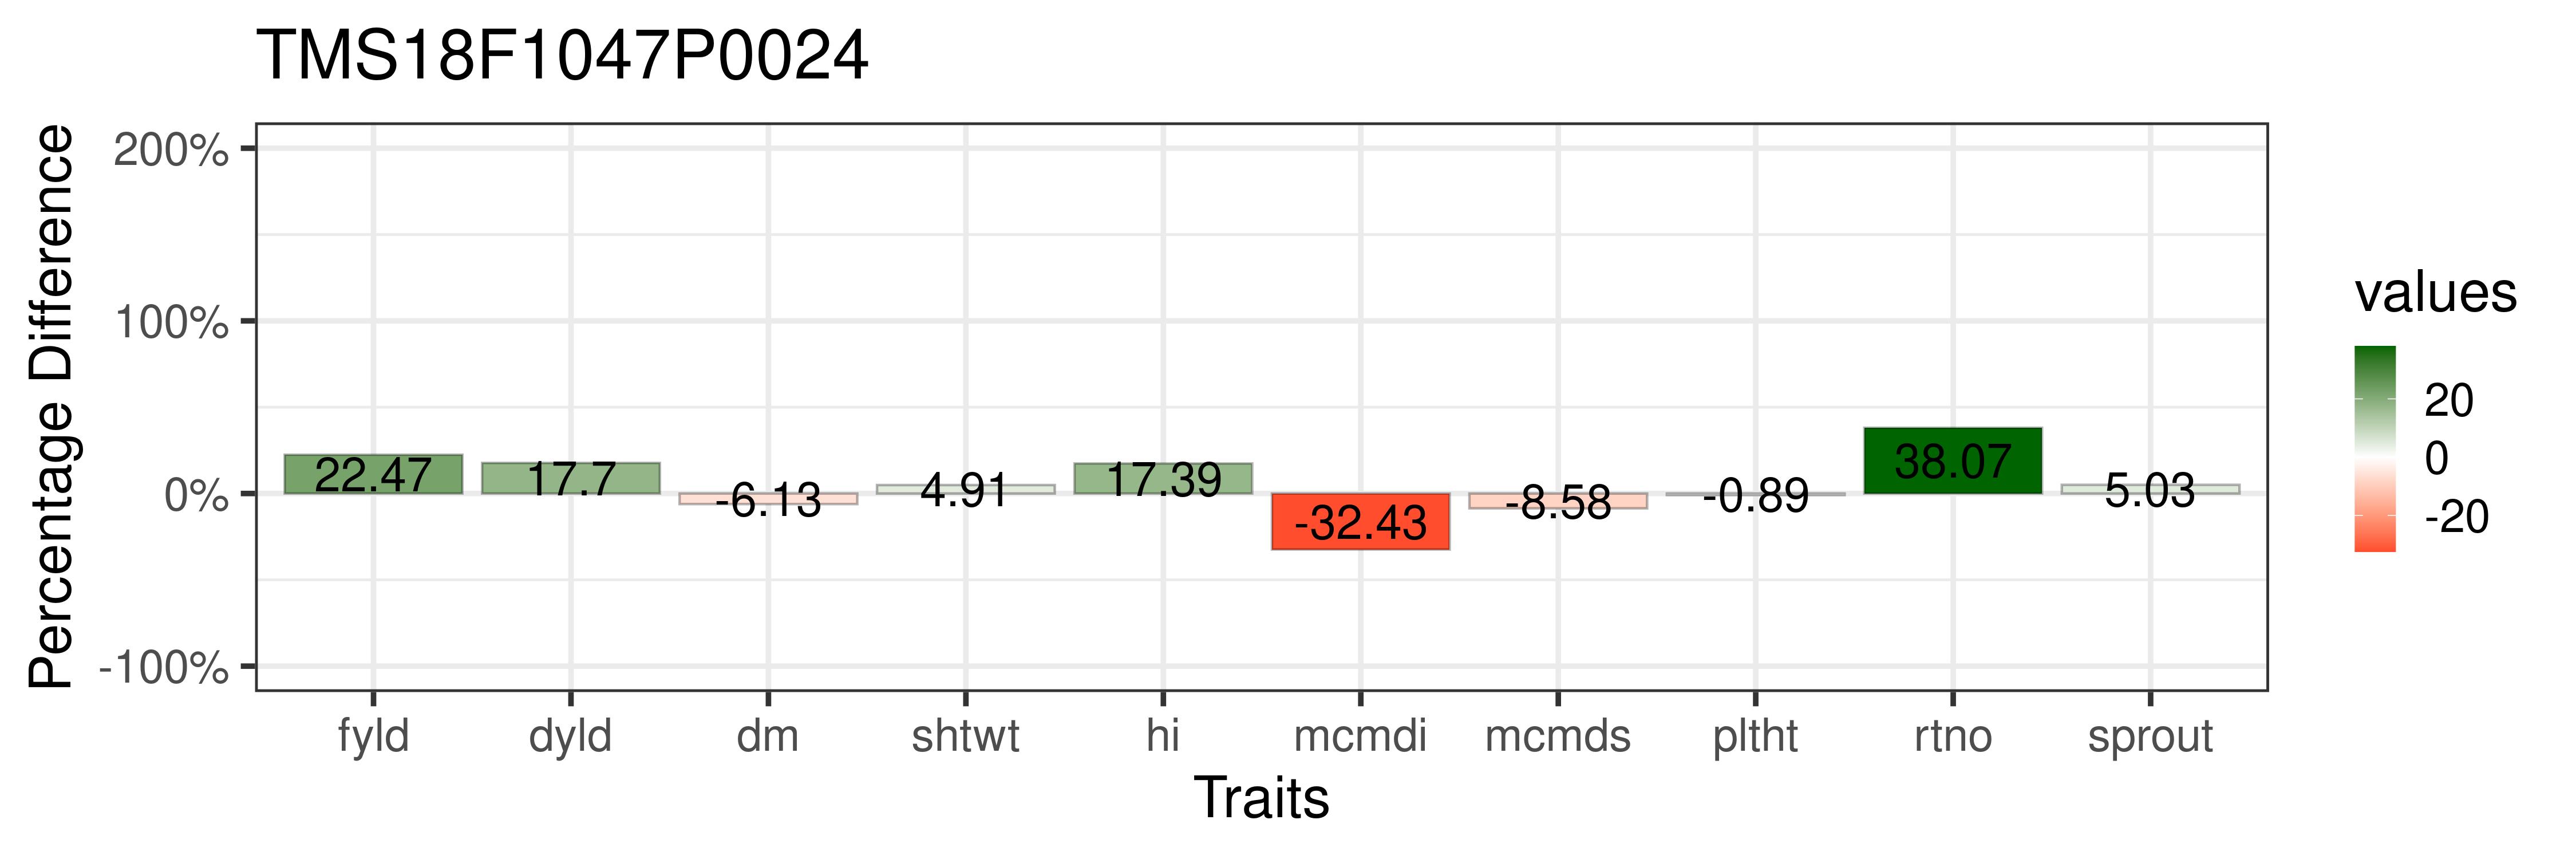 TMS18F1047P0024
Percentage Difference
200%
100%
0%
-100%
22.47 17.7 -6.13 4.91 17.39 -32.43 -8.58 -0.89 38.07 5.03
fyld dyld dm shtwt hi mcmdi mcmds pltht rtno sprout
Traits
values
20
0
-20